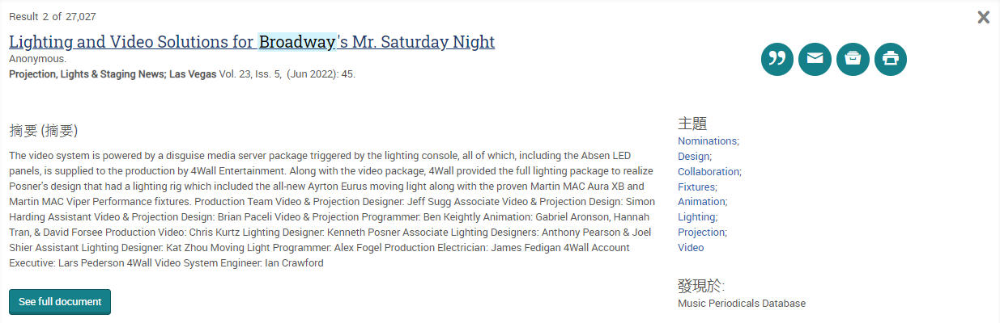 Result 2 of 27,027
Lighting and Video Solutions for Broadway's Mr. Saturday Night
Anonymous.
Projection, Lights & Staging News; Las Vegas Vol. 23, Iss. 5, (Jun 2022): 45.
摘要 (摘要)
The video system is powered by a disguise media server package triggered by the lighting console, all of which, including the Absen LED
panels, is supplied to the production by 4Wall Entertainment. Along with the video package, 4Wall provided the full lighting package to realize
Posner's design that had a lighting rig which included the all-new Ayrton Eurus moving light along with the proven Martin MAC Aura XB and
Martin MAC Viper Performance fixtures. Production Team Video & Projection Designer: Jeff Sugg Associate Video & Projection Design: Simon
Harding Assistant Video & Projection Design: Brian Paceli Video & Projection Programmer: Ben Keightly Animation: Gabriel Aronson, Hannah
Tran, & David Forsee Production Video: Chris Kurtz Lighting Designer: Kenneth Posner Associate Lighting Designers: Anthony Pearson & Joel
Shier Assistant Lighting Designer: Kat Zhou Moving Light Programmer: Alex Fogel Production Electrician: James Fedigan 4Wall Account
Executive: Lars Pederson 4Wall Video System Engineer: Ian Crawford
See full document
主題
Nominations;
Design;
Collaboration;
Fixtures;
Animation;
Lighting;
Projection;
Video
發現於:
Music Periodicals Database